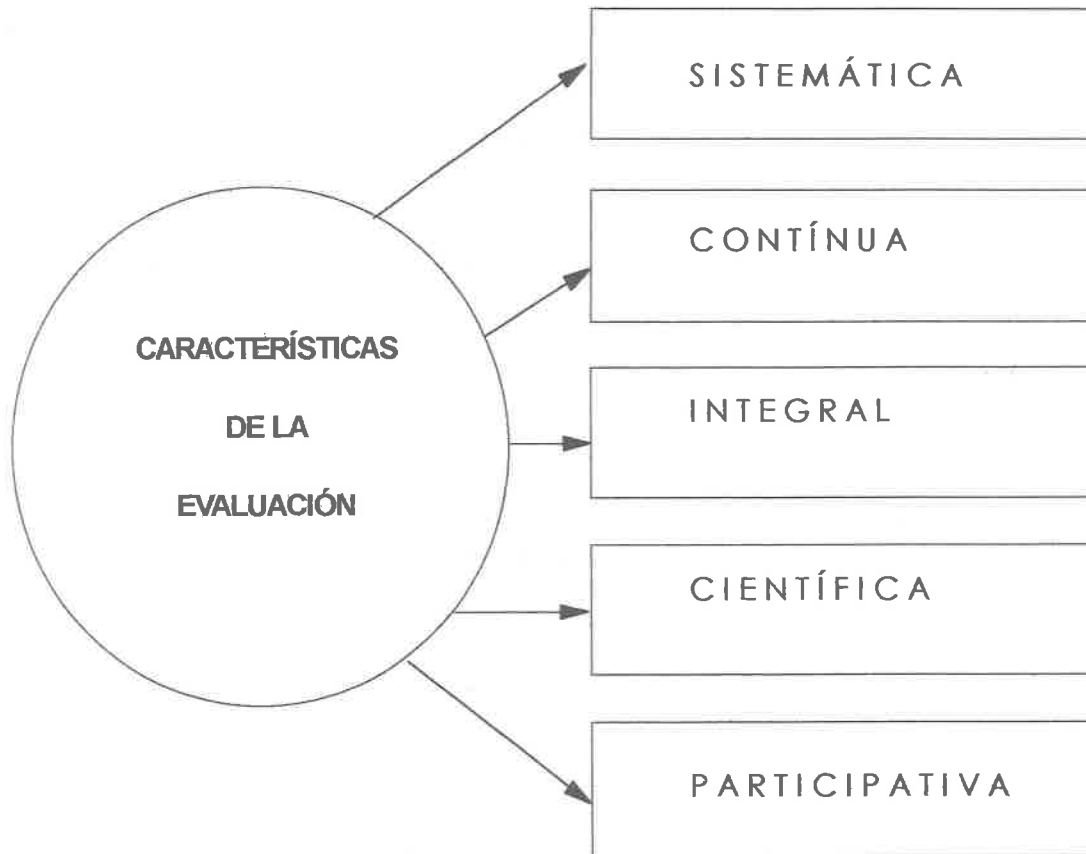 CARACTERÍSTICAS
DE LA
EVALUACIÓN
SISTEMÁTICA
CONTÍNUA
INTEGRAL
CIENTÍFICA
PARTICIPATIVA